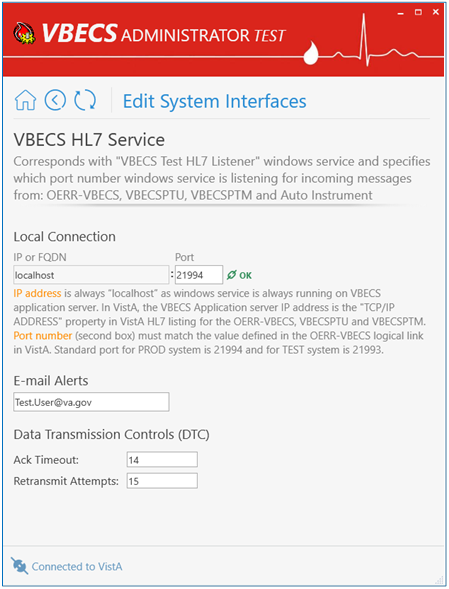 VBECS ADMINISTRATOR TEST
Edit System Interfaces
VBECS HL7 Service
Corresponds with "VBECS Test HL7 Listener" windows service and specifies
which port number windows service is listening for incoming messages
from: OERR-VBECS, VBECSPTU, VBECSPTM and Auto Instrument
Local Connection
IP or FQDN Port
localhost : 21994 OK
IP address is always "localhost" as windows service is always running on VBECS
application server. In VistA, the VBECS Application server IP address is the "TCP/IP
ADDRESS" property in VistA HL7 listing for the OERR-VBECS, VBECSPTU and VBECSPTM.
Port number (second box) must match the value defined in the OERR-VBECS logical link
in VistA. Standard port for PROD system is 21994 and for TEST system is 21993.
E-mail Alerts
Test.User@va.gov
Data Transmission Controls (DTC)
Ack Timeout: 14
Retransmit Attempts: 15
Connected to VistA